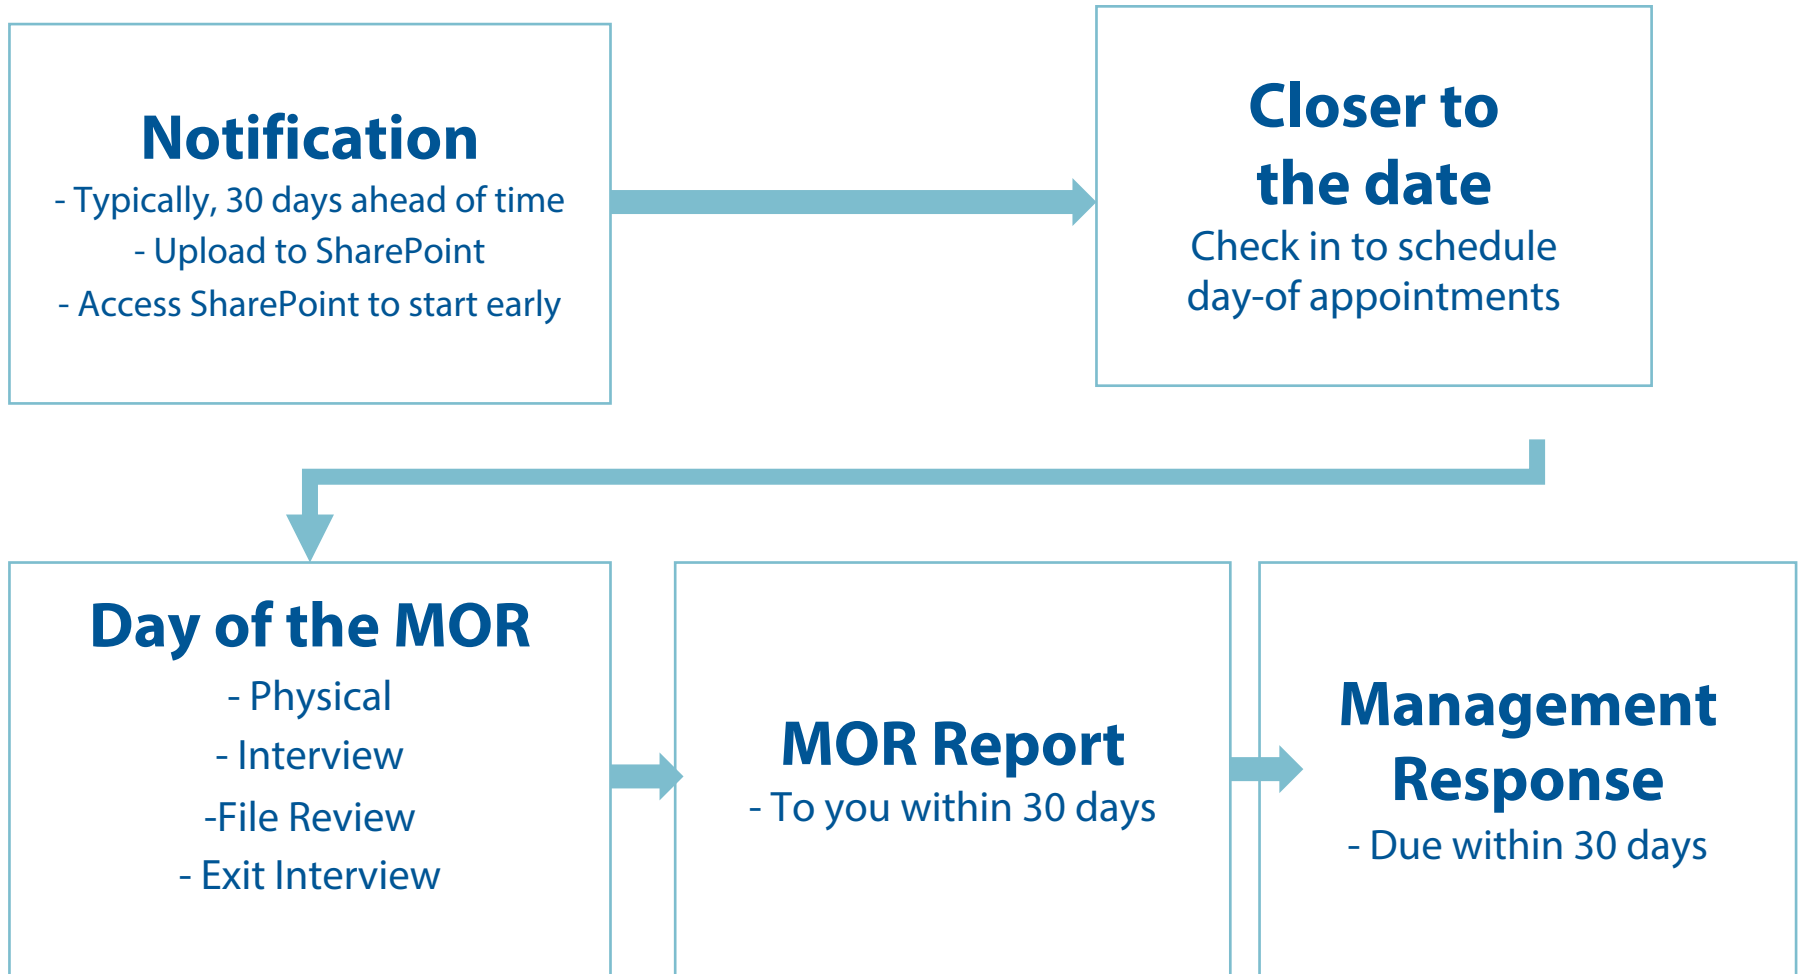 Notification
- Typically, 30 days ahead of time
- Upload to SharePoint
- Access SharePoint to start early
Closer to
the date
Check in to schedule
day-of appointments
Day of the MOR
- Physical
- Interview
-File Review
- Exit Interview
MOR Report
- To you within 30 days
Management
Response
- Due within 30 days